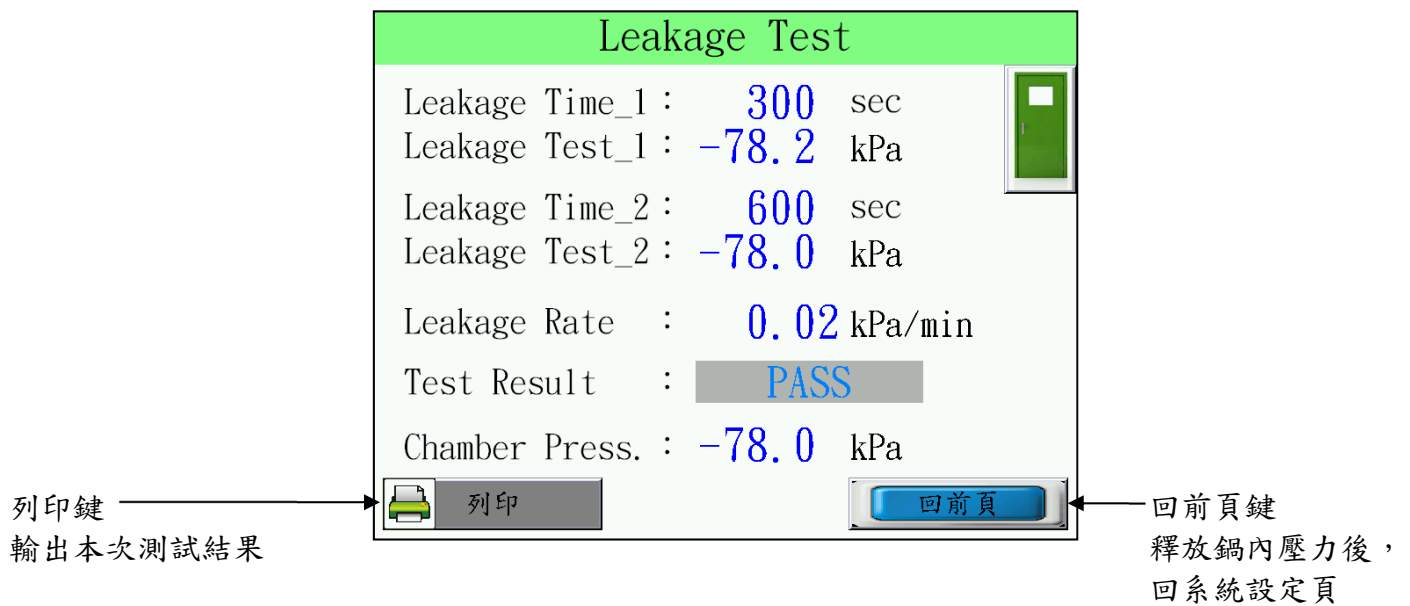 Leakage Test
Leakage Time_1： 300 sec
Leakage Test_1： -78.2 kPa
Leakage Time_2： 600 sec
Leakage Test_2： -78.0 kPa
Leakage Rate ： 0.02 kPa/min
Test Result ： PASS
Chamber Press.： -78.0 kPa
列印
回前頁
列印鍵
輸出本次測試結果
回前頁鍵
釋放鍋內壓力後，
回系統設定頁